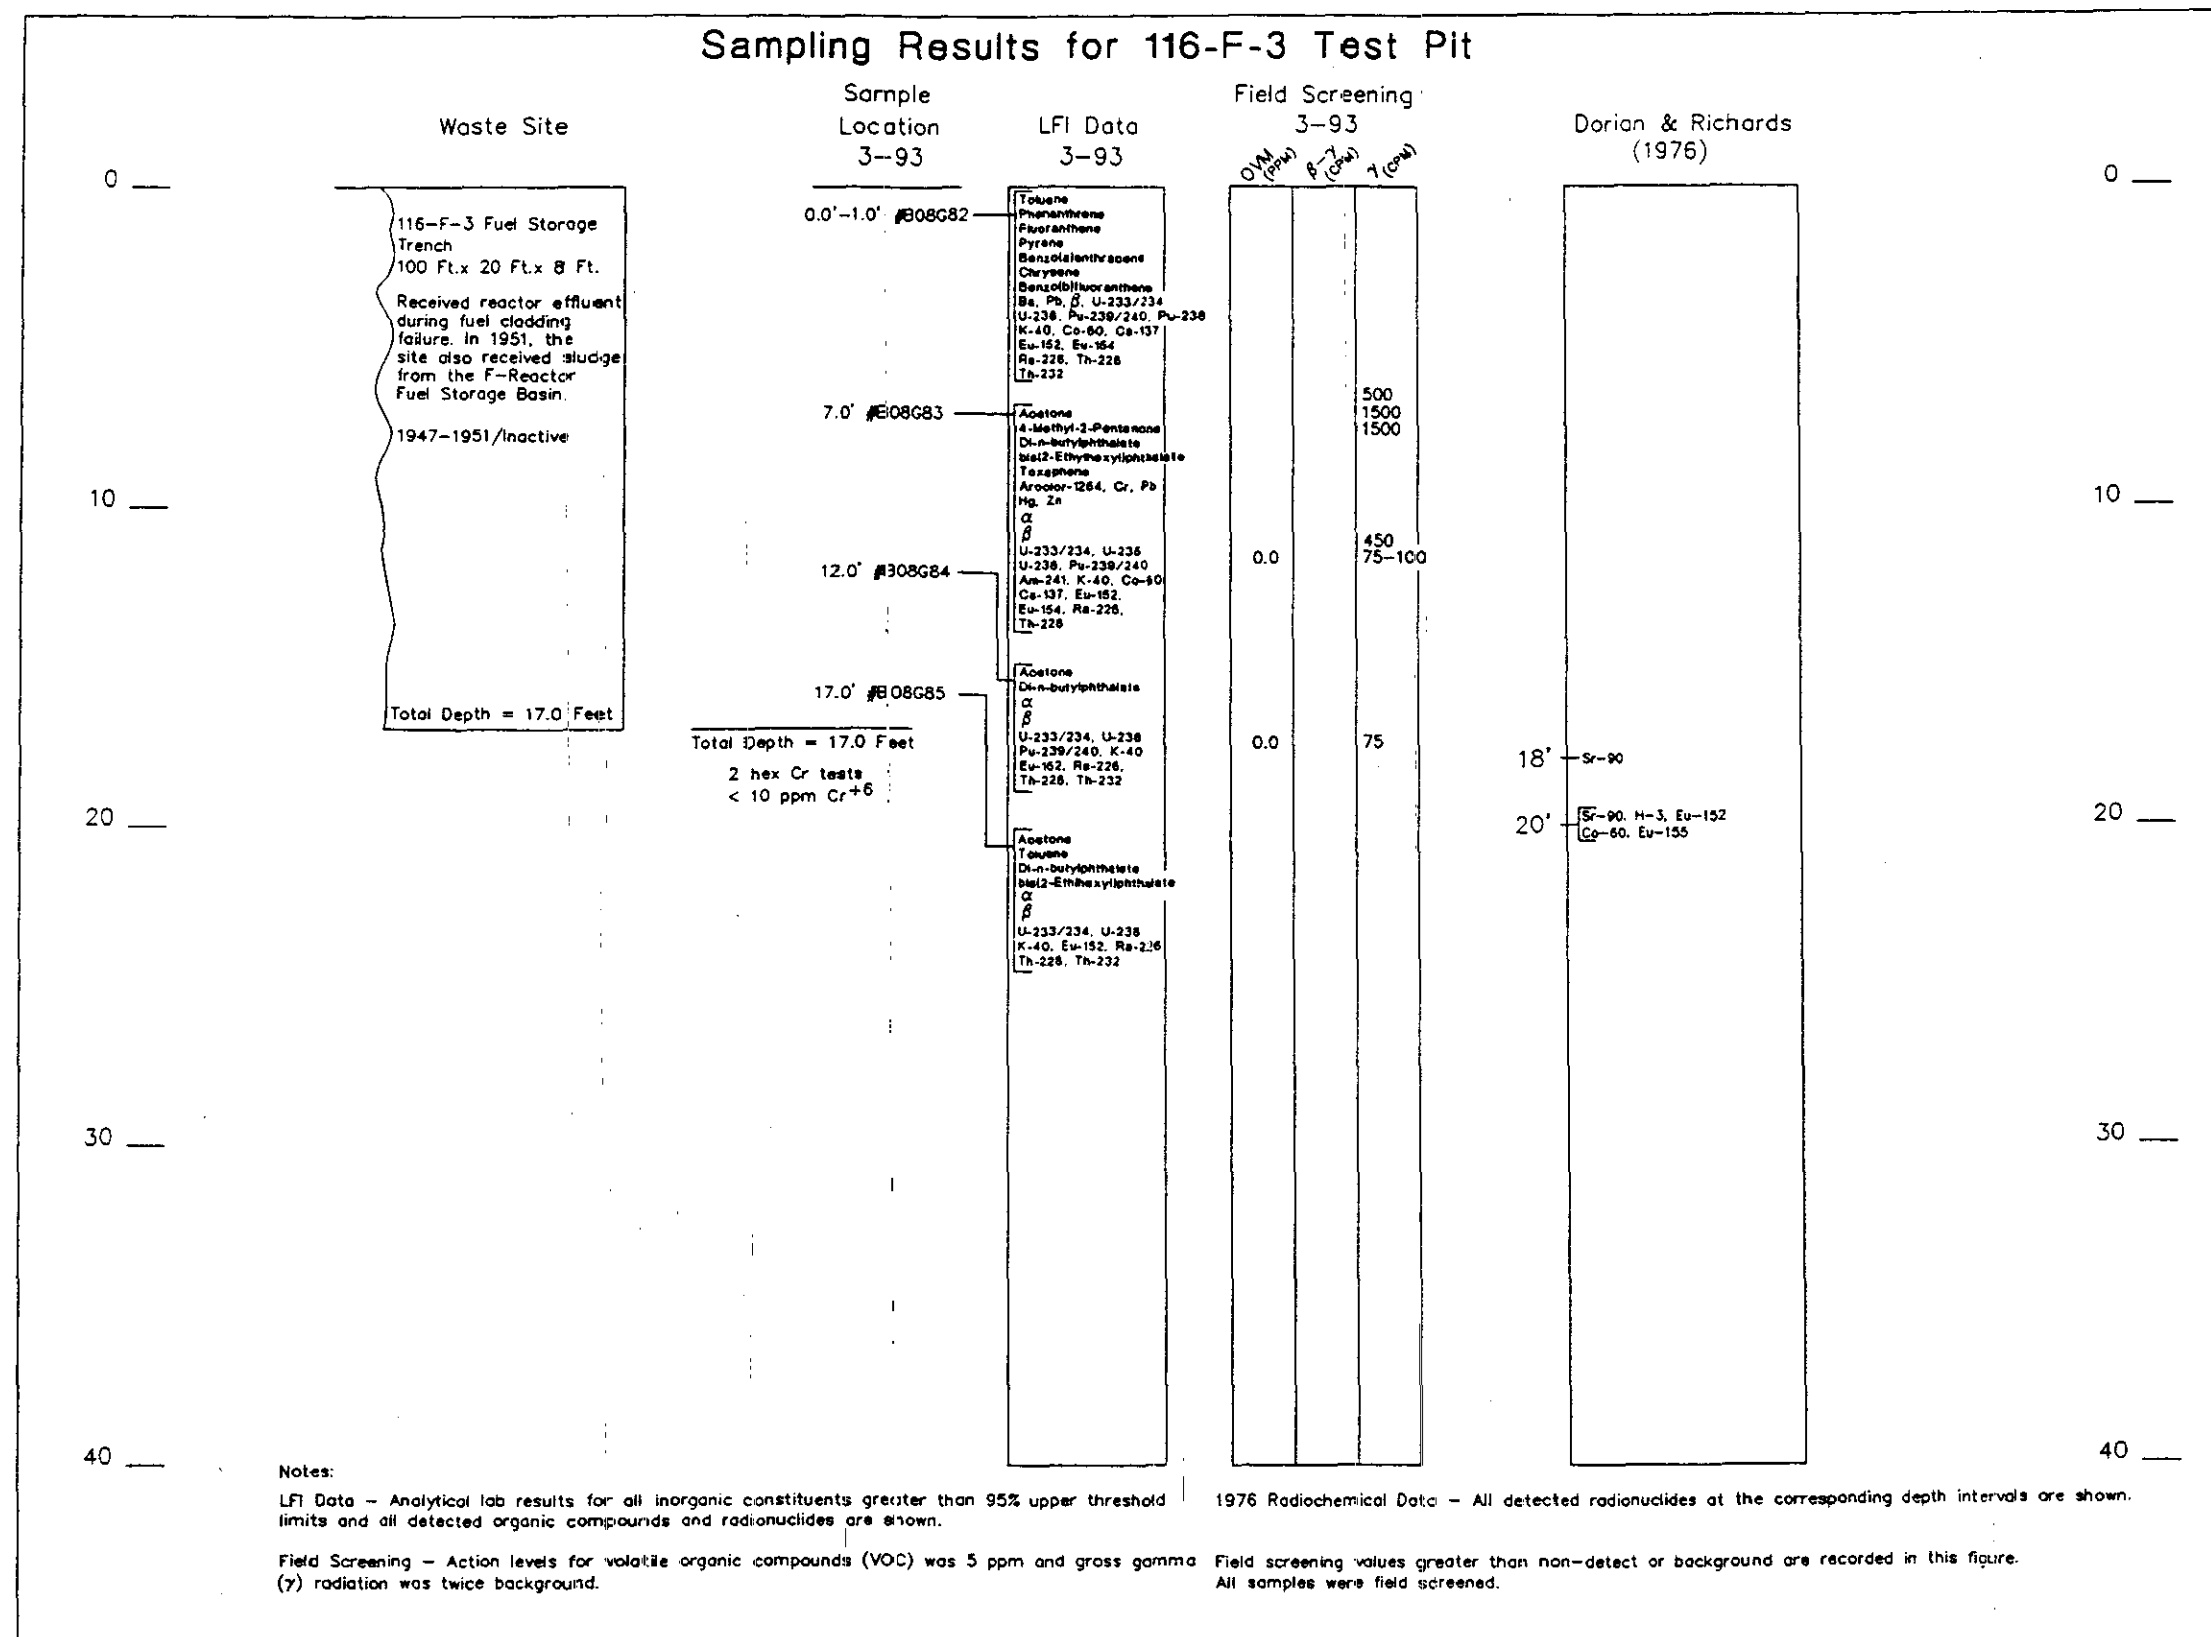 Sampling Results for 116-F-3 Test Pit
Waste Site
Sample
Location
3-93
LFI Data
3-93
Field Screening
3-93
OVM (PPM)
β-γ (CPM)
γ (CPM)
Dorian & Richards
(1976)
0
10
20
30
40
116-F-3 Fuel Storage
Trench
100 Ft.x 20 Ft.x 8 Ft.
Received reactor effluent
during fuel cladding
failure. In 1951, the
site also received sludge
from the F-Reactor
Fuel Storage Basin.
1947-1951/Inactive
Total Depth = 17.0 Feet
0.0'-1.0' #B08G82
7.0' #B08G83
12.0' #B08G84
17.0' #B08G85
Total Depth = 17.0 Feet
2 hex Cr tests
< 10 ppm Cr+6
Toluene
Phenanthrene
Fluoranthene
Pyrene
Benzo(a)anthracene
Chrysene
Benzo(b)fluoranthene
Ba, Pb, β, U-233/234
U-238, Pu-239/240, Pu-238
K-40, Co-60, Cs-137
Eu-152, Eu-154
Ra-226, Th-228
Th-232
Acetone
4-Methyl-2-Pentanone
Di-n-butylphthalate
bis(2-Ethyhexyl)phthalate
Toxaphene
Aroclor-1264, Cr, Pb
Hg, Zn
α
β
U-233/234, U-235
U-238, Pu-239/240
Am-241, K-40, Co-60
Cs-137, Eu-152,
Eu-154, Ra-226,
Th-228
Acetone
Di-n-butylphthalate
α
β
U-233/234, U-238
Pu-239/240, K-40
Eu-152, Ra-226,
Th-228, Th-232
Acetone
Toluene
Di-n-butylphthalate
bis(2-Ethlhexyl)phthalate
α
β
U-233/234, U-238
K-40, Eu-152, Ra-226
Th-228, Th-232
500
1500
1500
450
0.0 75-100
0.0 75
18' Sr-90
20' Sr-90, H-3, Eu-152
Co-60, Eu-155
0
10
20
30
40
Notes:
LFI Data - Analytical lab results for all inorganic constituents greater than 95% upper threshold
limits and all detected organic compounds and radionuclides are shown.
Field Screening - Action levels for volatile organic compounds (VOC) was 5 ppm and gross gamma
(γ) radiation was twice background.
1976 Radiochemical Data - All detected radionuclides at the corresponding depth intervals are shown.
Field screening values greater than non-detect or background are recorded in this figure.
All samples were field screened.